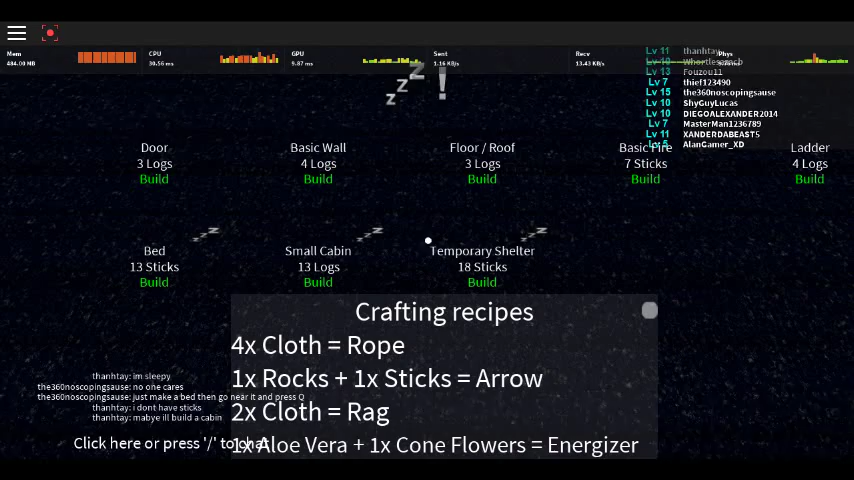 Mem
484.00 MB
CPU
30.56 ms
GPU
9.87 ms
Sent
1.16 KB/s
Recv
13.43 KB/s
Phys
Lv 11 thanhtay
Lv 13 Fouzou11
Lv 7 thief123490
Lv 15 the360noscopingsause
Lv 10 ShyGuyLucas
Lv 10 DIEGOALEXANDER2014
Lv 7 MasterMan1236789
Lv 11 XANDERDABEAST5
Lv 5 AlanGamer_XD
z z Z !
Door
3 Logs
Build
Basic Wall
4 Logs
Build
Floor / Roof
3 Logs
Build
Basic Fire
7 Sticks
Build
Ladder
4 Logs
Build
Bed
13 Sticks
Build
z z z
Small Cabin
13 Logs
Build
z z z
Temporary Shelter
18 Sticks
Build
z z z
Crafting recipes
4x Cloth = Rope
1x Rocks + 1x Sticks = Arrow
2x Cloth = Rag
1x Aloe Vera + 1x Cone Flowers = Energizer
thanhtay: im sleepy
the360noscopingsause: no one cares
the360noscopingsause: just make a bed then go near it and press Q
thanhtay: i dont have sticks
thanhtay: mabye ill build a cabin
Click here or press '/' to chat